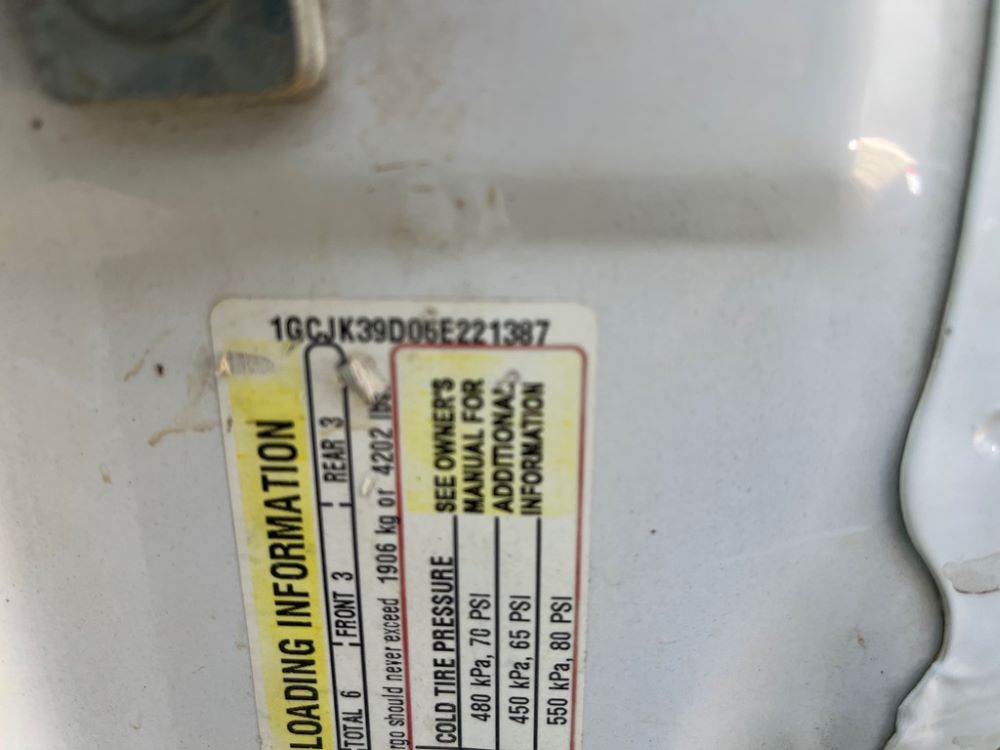 1GCJK39D06E221387
LOADING INFORMATION
TOTAL 6 FRONT 3 REAR 3
should never exceed 1906 kg or 4202 lbs.
COLD TIRE PRESSURE
480 kPa, 70 PSI
450 kPa, 65 PSI
550 kPa, 80 PSI
SEE OWNER'S
MANUAL FOR
ADDITIONAL
INFORMATION